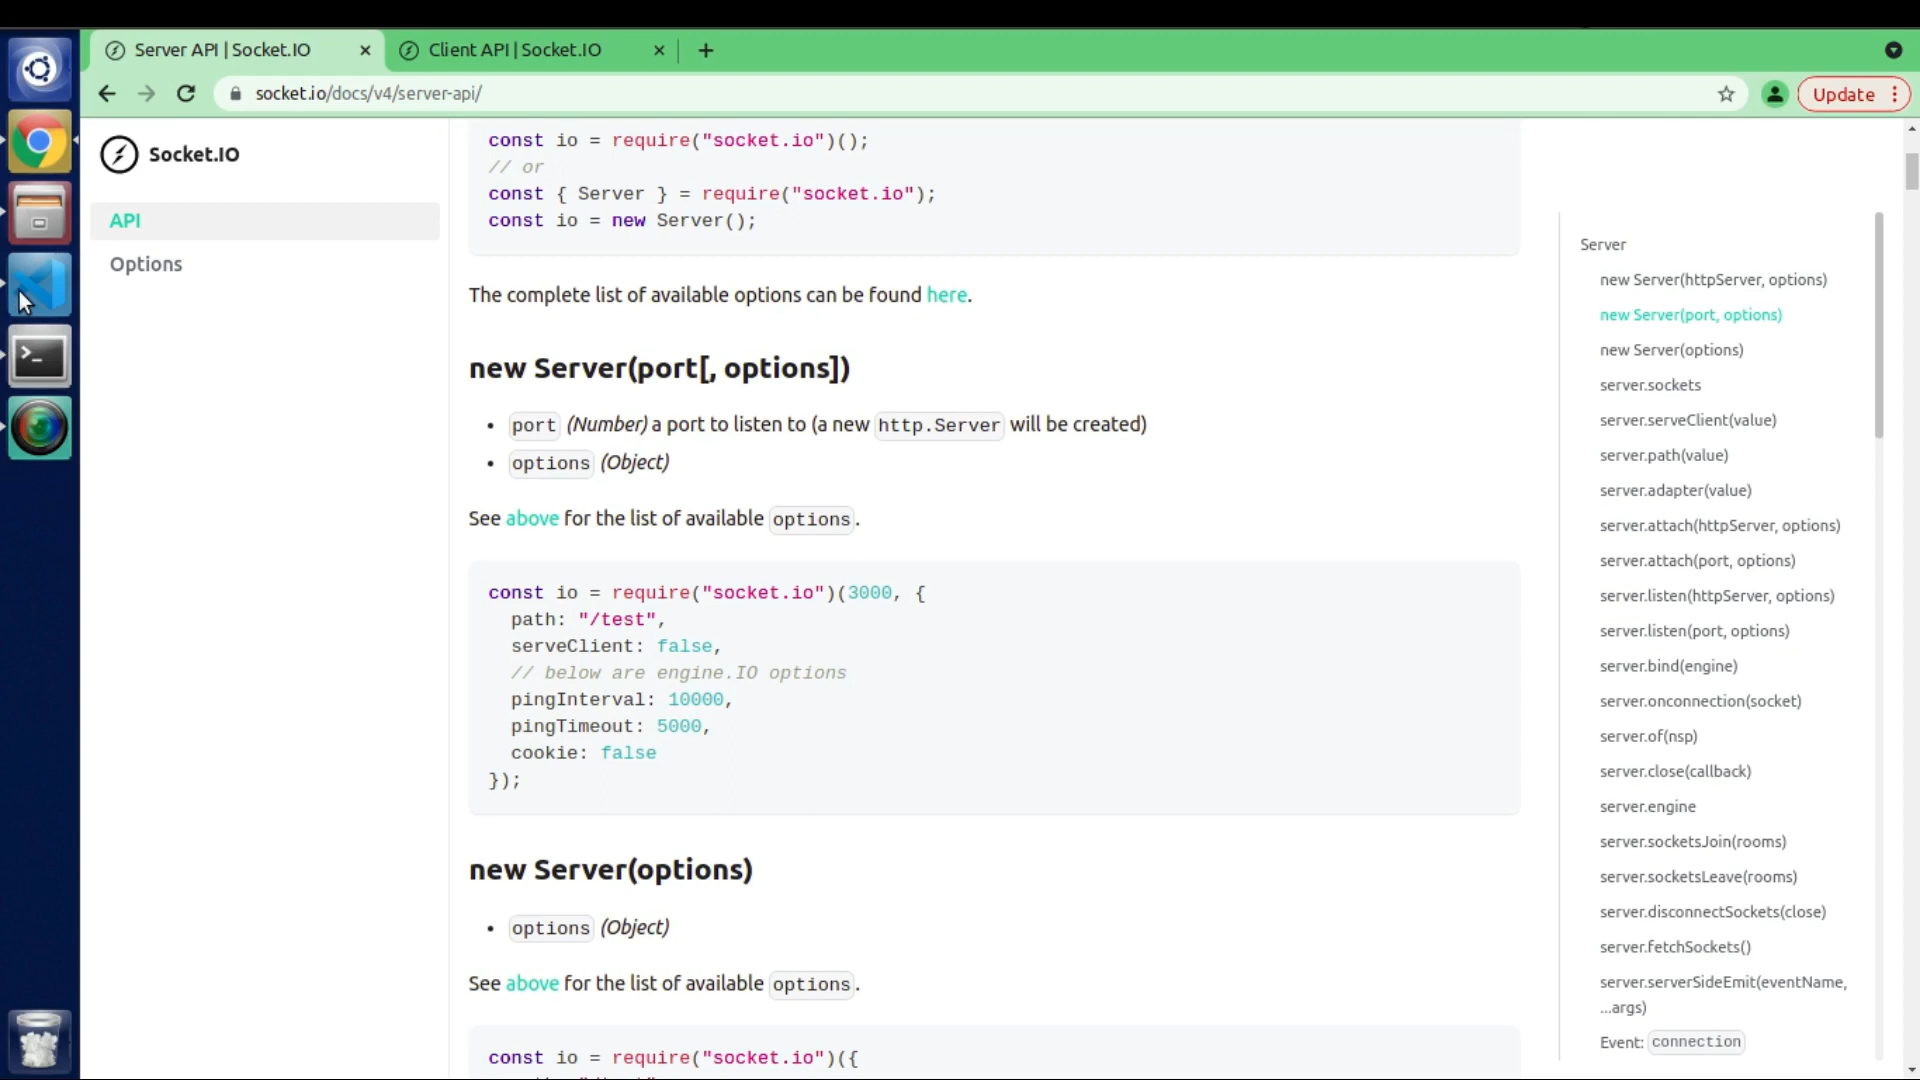 Server API | Socket.IO
Client API | Socket.IO
socket.io/docs/v4/server-api/
Update
Socket.IO
API
Options
const io = require("socket.io")();
// or
const { Server } = require("socket.io");
const io = new Server();
The complete list of available options can be found here.
new Server(port[, options])
port (Number) a port to listen to (a new http.Server will be created)
options (Object)
See above for the list of available options.
const io = require("socket.io")(3000, {
path: "/test",
serveClient: false,
// below are engine.IO options
pingInterval: 10000,
pingTimeout: 5000,
cookie: false
});
new Server(options)
options (Object)
See above for the list of available options.
const io = require("socket.io")({
Server
new Server(httpServer, options)
new Server(port, options)
new Server(options)
server.sockets
server.serveClient(value)
server.path(value)
server.adapter(value)
server.attach(httpServer, options)
server.attach(port, options)
server.listen(httpServer, options)
server.listen(port, options)
server.bind(engine)
server.onconnection(socket)
server.of(nsp)
server.close(callback)
server.engine
server.socketsJoin(rooms)
server.socketsLeave(rooms)
server.disconnectSockets(close)
server.fetchSockets()
server.serverSideEmit(eventName,
...args)
Event: connection